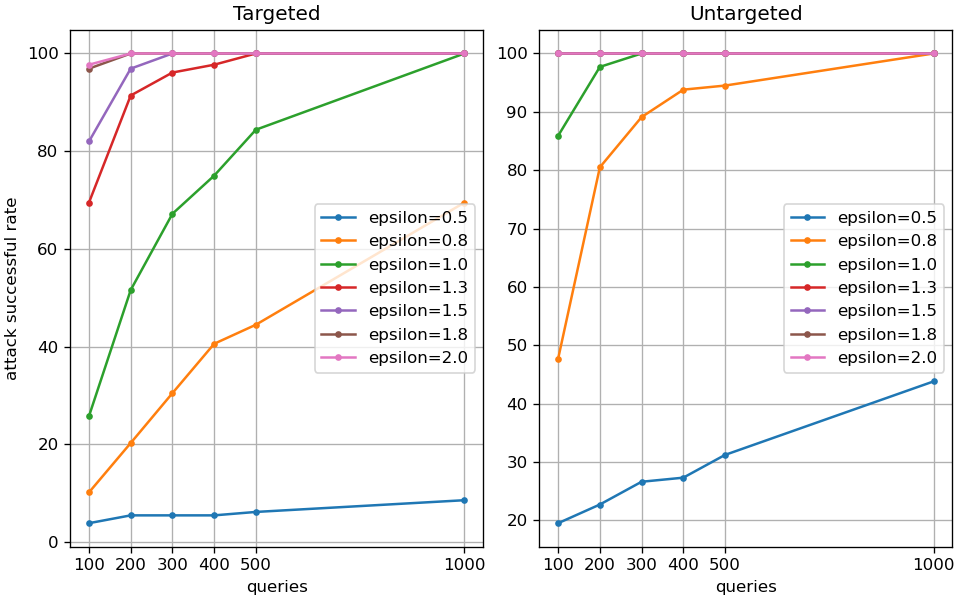 Targeted
attack successful rate
100
80
60
40
20
0
epsilon=0.5
epsilon=0.8
epsilon=1.0
epsilon=1.3
epsilon=1.5
epsilon=1.8
epsilon=2.0
100 200 300 400 500 1000
queries
Untargeted
100
90
80
70
60
50
40
30
20
epsilon=0.5
epsilon=0.8
epsilon=1.0
epsilon=1.3
epsilon=1.5
epsilon=1.8
epsilon=2.0
100 200 300 400 500 1000
queries